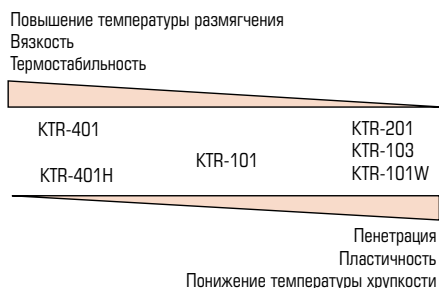 Повышение температуры размягчения
Вязкость
Термостабильность
KTR-401
KTR-401H
KTR-101
KTR-201
KTR-103
KTR-101W
Пенетрация
Пластичность
Понижение температуры хрупкости